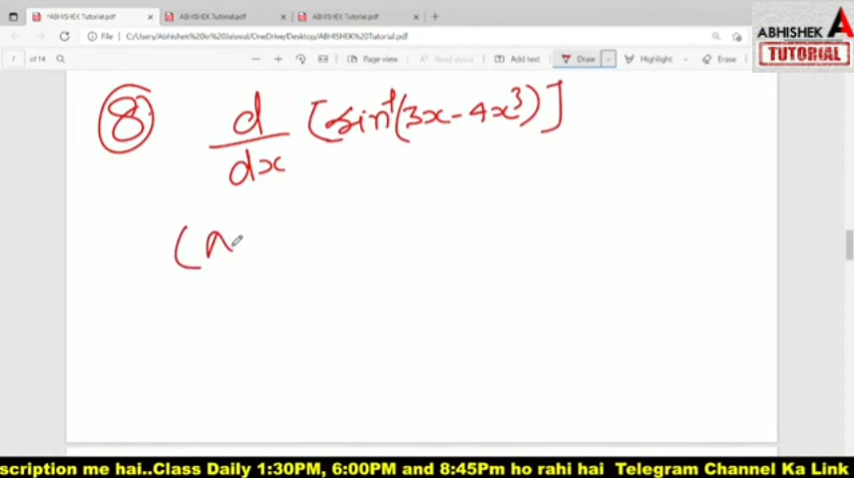 *ABHISHEK Tutorial.pdf
ABHISHEK Tutorial.pdf
ABHISHEK Tutorial.pdf
File
C:/Users/Abhishek%20kr%20Jaiswal/OneDrive/Desktop/ABHISHEK%20Tutorial.pdf
7 of 14
Page view
Read aloud
Add text
Draw
Highlight
Erase
ABHISHEK
TUTORIAL
8 d/dx [sin⁻¹(3x-4x³)]
(A
scription me hai..Class Daily 1:30PM, 6:00PM and 8:45Pm ho rahi hai Telegram Channel Ka Link